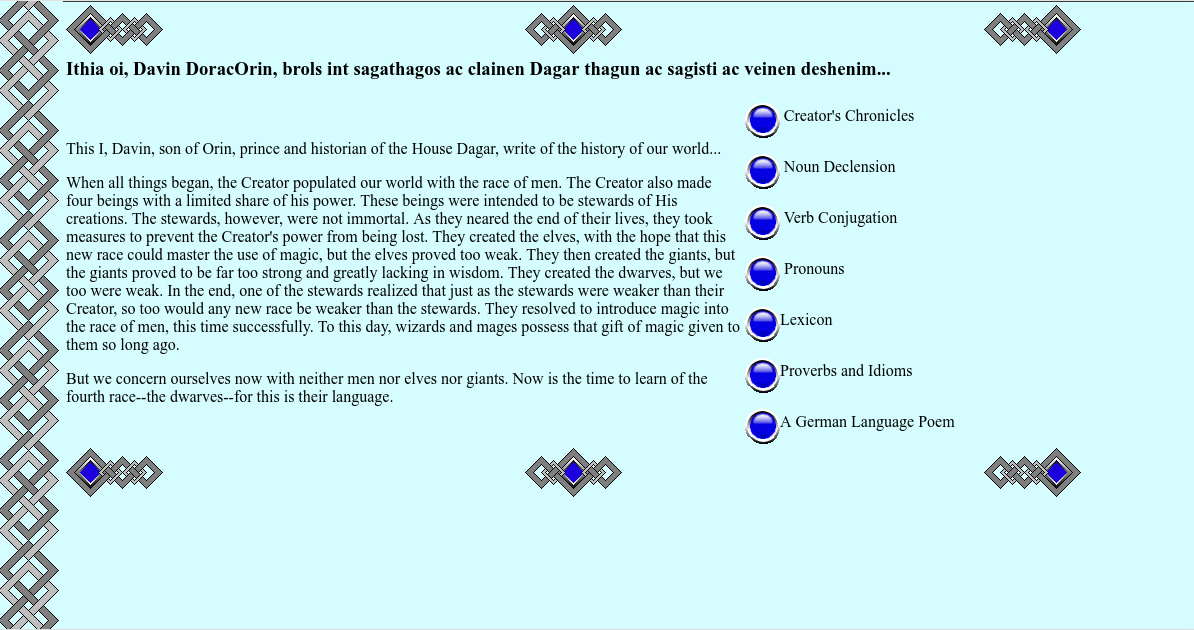 Ithia oi, Davin DoracOrin, brols int sagathagos ac clainen Dagar thagun ac sagisti ac veinen deshenim...
This I, Davin, son of Orin, prince and historian of the House Dagar, write of the history of our world...
When all things began, the Creator populated our world with the race of men. The Creator also made
four beings with a limited share of his power. These beings were intended to be stewards of His
creations. The stewards, however, were not immortal. As they neared the end of their lives, they took
measures to prevent the Creator's power from being lost. They created the elves, with the hope that this
new race could master the use of magic, but the elves proved too weak. They then created the giants, but
the giants proved to be far too strong and greatly lacking in wisdom. They created the dwarves, but we
too were weak. In the end, one of the stewards realized that just as the stewards were weaker than their
Creator, so too would any new race be weaker than the stewards. They resolved to introduce magic into
the race of men, this time successfully. To this day, wizards and mages possess that gift of magic given to
them so long ago.
But we concern ourselves now with neither men nor elves nor giants. Now is the time to learn of the
fourth race--the dwarves--for this is their language.
Creator's Chronicles
Noun Declension
Verb Conjugation
Pronouns
Lexicon
Proverbs and Idioms
A German Language Poem